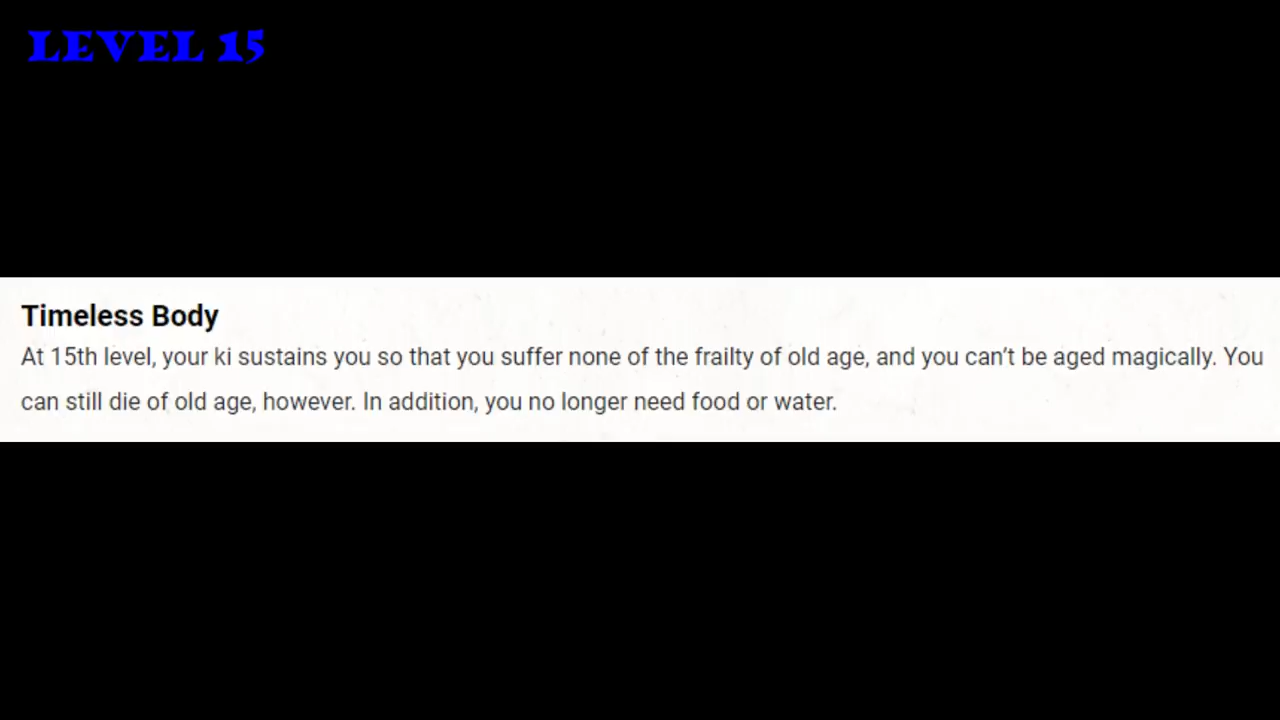 LEVEL 15
Timeless Body
At 15th level, your ki sustains you so that you suffer none of the frailty of old age, and you can’t be aged magically. You
can still die of old age, however. In addition, you no longer need food or water.